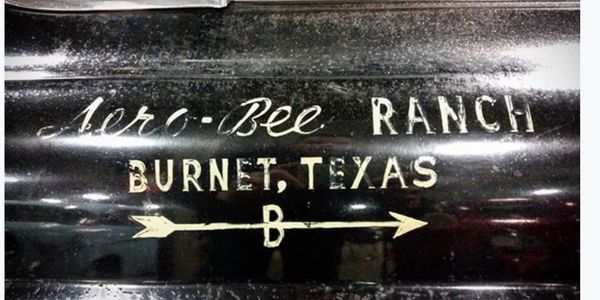 Aero-Bee RANCH
BURNET, TEXAS
B